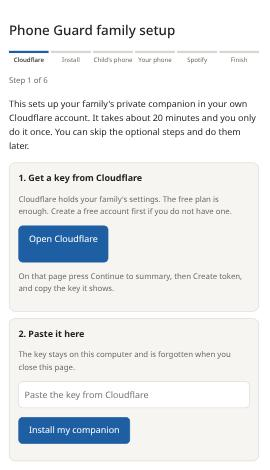 Phone Guard family setup
Cloudflare Install Child's phone Your phone Spotify Finish
Step 1 of 6
This sets up your family's private companion in your own
Cloudflare account. It takes about 20 minutes and you only
do it once. You can skip the optional steps and do them
later.
1. Get a key from Cloudflare
Cloudflare holds your family's settings. The free plan is
enough. Create a free account first if you do not have one.
Open Cloudflare
On that page press Continue to summary, then Create token,
and copy the key it shows.
2. Paste it here
The key stays on this computer and is forgotten when you
close this page.
Paste the key from Cloudflare
Install my companion